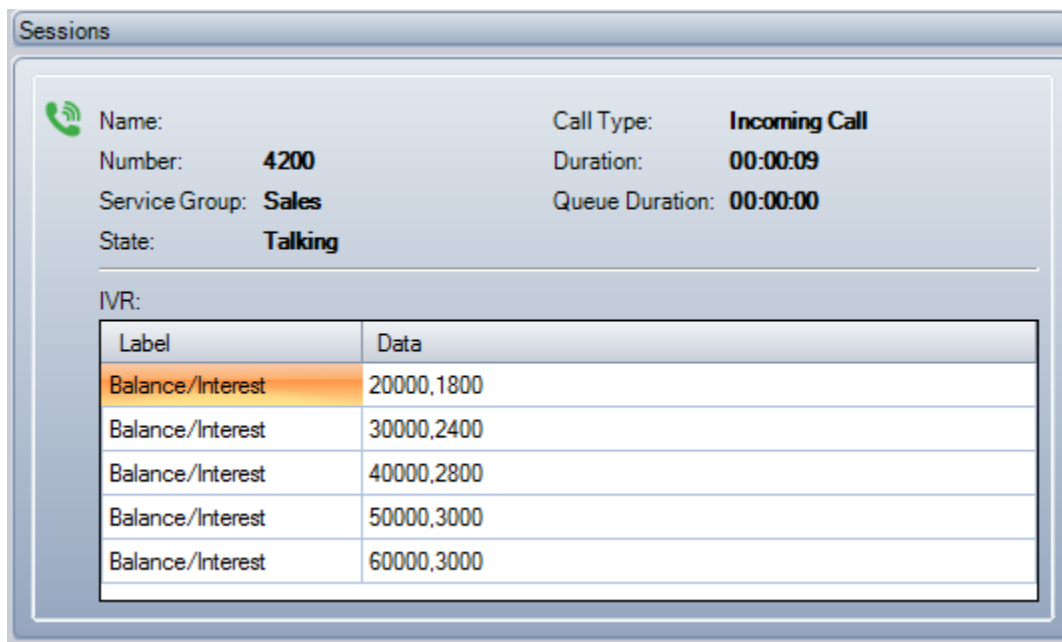 Sessions
Name: Call Type: Incoming Call
Number: 4200 Duration: 00:00:09
Service Group: Sales Queue Duration: 00:00:00
State: Talking
IVR:
Label Data
Balance/Interest 20000,1800
Balance/Interest 30000,2400
Balance/Interest 40000,2800
Balance/Interest 50000,3000
Balance/Interest 60000,3000